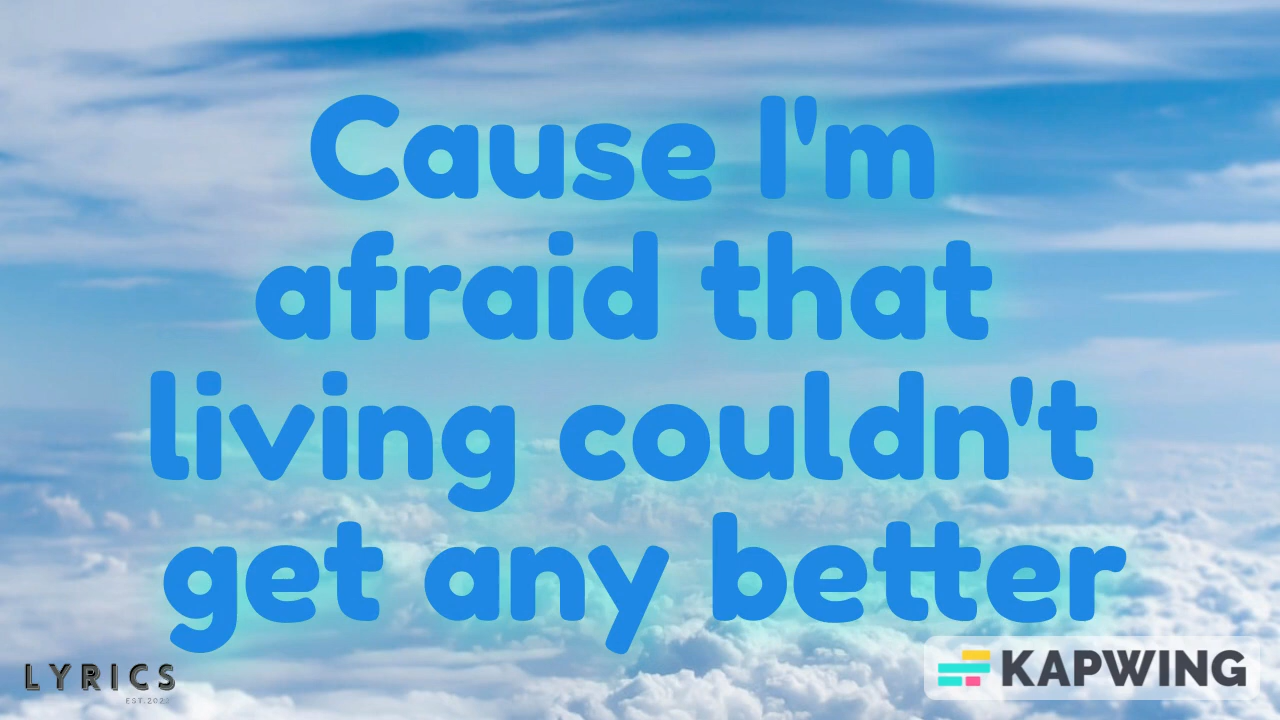 Cause I'm
afraid that
living couldn't
get any better
LYRICS
KAPWING